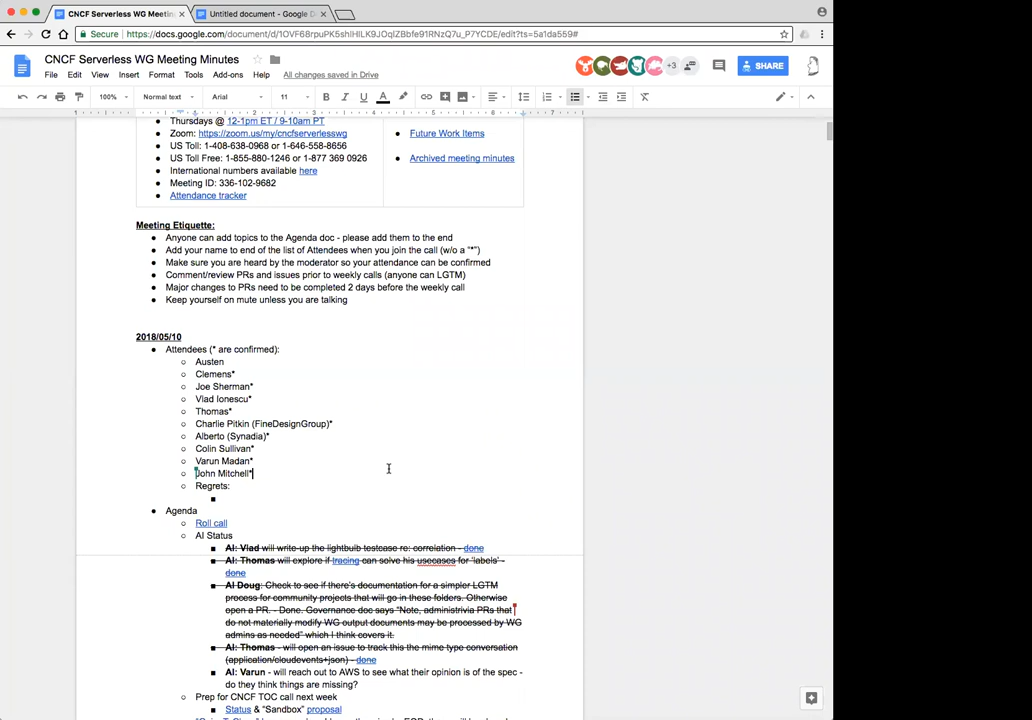 CNCF Serverless WG Meetin
Untitled document - Google D
Secure
https://docs.google.com/document/d/1OVF68rpuPK5shIHILK9JOqlZBbfe91RNzQ7u_P7YCDE/edit?ts=5a1da559#
CNCF Serverless WG Meeting Minutes
File Edit View Insert Format Tools Add-ons Help All changes saved in Drive
+3
SHARE
100% Normal text Arial 11
Thursdays @ 12-1pm ET / 9-10am PT
Zoom: https://zoom.us/my/cncfserverlesswg
US Toll: 1-408-638-0968 or 1-646-558-8656
US Toll Free: 1-855-880-1246 or 1-877 369 0926
International numbers available here
Meeting ID: 336-102-9682
Attendance tracker
Future Work Items
Archived meeting minutes
Meeting Etiquette:
Anyone can add topics to the Agenda doc - please add them to the end
Add your name to end of the list of Attendees when you join the call (w/o a "*")
Make sure you are heard by the moderator so your attendance can be confirmed
Comment/review PRs and issues prior to weekly calls (anyone can LGTM)
Major changes to PRs need to be completed 2 days before the weekly call
Keep yourself on mute unless you are talking
2018/05/10
Attendees (* are confirmed):
Austen
Clemens*
Joe Sherman*
Vlad Ionescu*
Thomas*
Charlie Pitkin (FineDesignGroup)*
Alberto (Synadia)*
Colin Sullivan*
Varun Madan*
John Mitchell*
Regrets:
Agenda
Roll call
AI Status
AI: Vlad will write-up the lightbulb testcase re: correlation - done
AI: Thomas will explore if tracing can solve his usecases for 'labels' -
done
AI Doug: Check to see if there's documentation for a simpler LGTM
process for community projects that will go in these folders. Otherwise
open a PR. - Done. Governance doc says "Note, administrivia PRs that
do not materially modify WG output documents may be processed by WG
admins as needed" which I think covers it.
AI: Thomas - will open an issue to track this the mime type conversion
(application/cloudevents+json) - done
AI: Varun - will reach out to AWS to see what their opinion is of the spec -
do they think things are missing?
Prep for CNCF TOC call next week
Status & "Sandbox" proposal